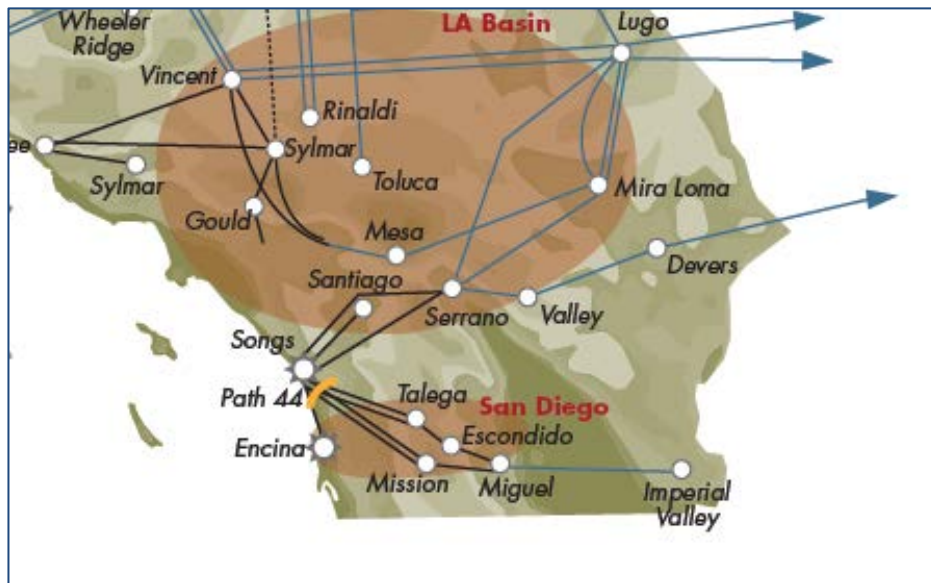 Wheeler
Ridge
LA Basin
Lugo
Vincent
Rinaldi
ee
Sylmar
Sylmar
Toluca
Mira Loma
Gould
Mesa
Devers
Santiago
Serrano
Valley
Songs
Path 44
Talega
San Diego
Escondido
Encina
Mission
Miguel
Imperial
Valley